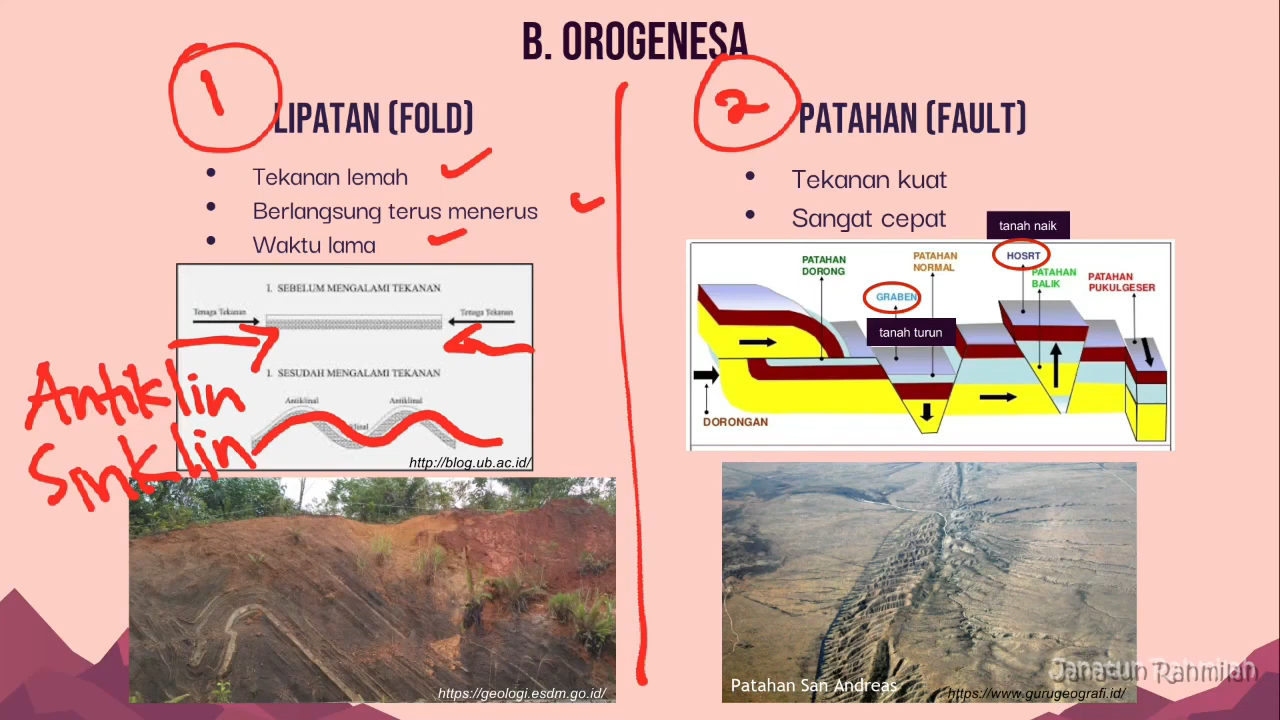 B. OROGENESA
1
LIPATAN (FOLD)
Tekanan lemah
Berlangsung terus menerus
Waktu lama
1. SEBELUM MENGALAMI TEKANAN
Tenaga Tekanan
Tenaga Tekanan
1. SESUDAH MENGALAMI TEKANAN
Antiklinal
Antiklinal
http://blog.ub.ac.id/
Antiklin
Sinklin
https://geologi.esdm.go.id/
2
PATAHAN (FAULT)
Tekanan kuat
Sangat cepat
tanah naik
PATAHAN
DORONG
PATAHAN
NORMAL
HOSRT
GRABEN
PATAHAN
BALIK
PATAHAN
PUKULGESER
tanah turun
DORONGAN
Patahan San Andreas
https://www.gurugeografi.id/
Janatun Rahmilan